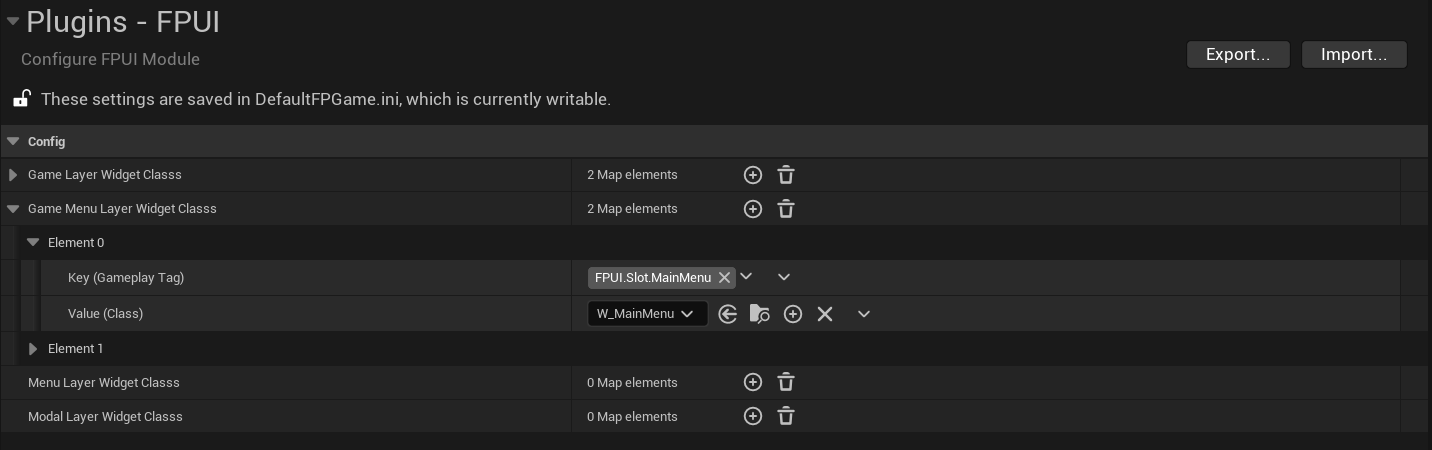 Plugins - FPUI
Configure FPUI Module
Export...
Import...
These settings are saved in DefaultFPGame.ini, which is currently writable.
Config
Game Layer Widget Classs
2 Map elements
Game Menu Layer Widget Classs
2 Map elements
Element 0
Key (Gameplay Tag)
FPUI.Slot.MainMenu
Value (Class)
W_MainMenu
Element 1
Menu Layer Widget Classs
0 Map elements
Modal Layer Widget Classs
0 Map elements